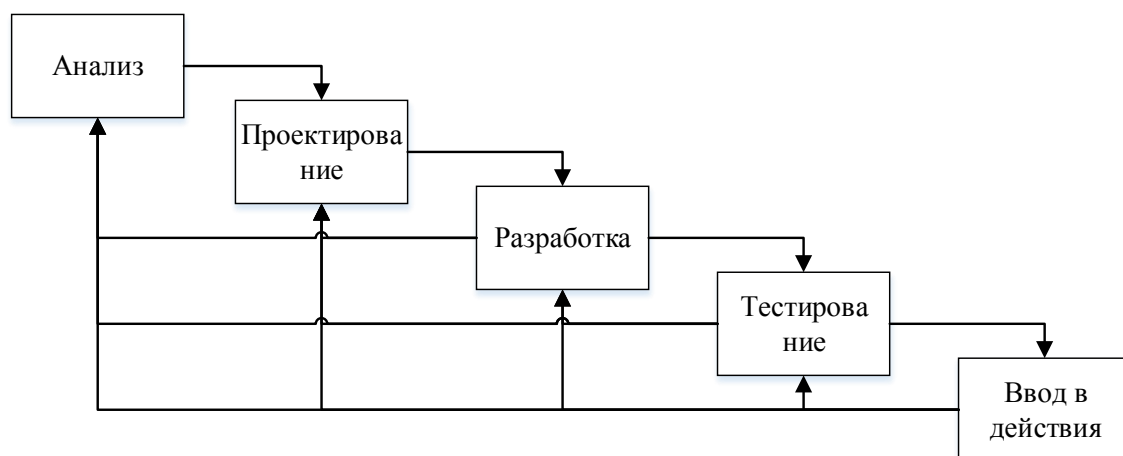 Анализ
Проектирова
ние
Разработка
Тестирова
ние
Ввод в
действия